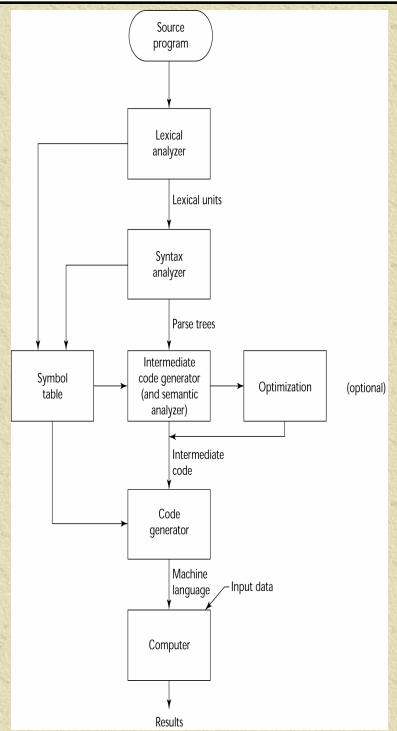 Source
program
Lexical
analyzer
Lexical units
Syntax
analyzer
Parse trees
Symbol
table
Intermediate
code generator
(and semantic
analyzer)
Optimization
(optional)
Intermediate
code
Code
generator
Machine
language
Input data
Computer
Results